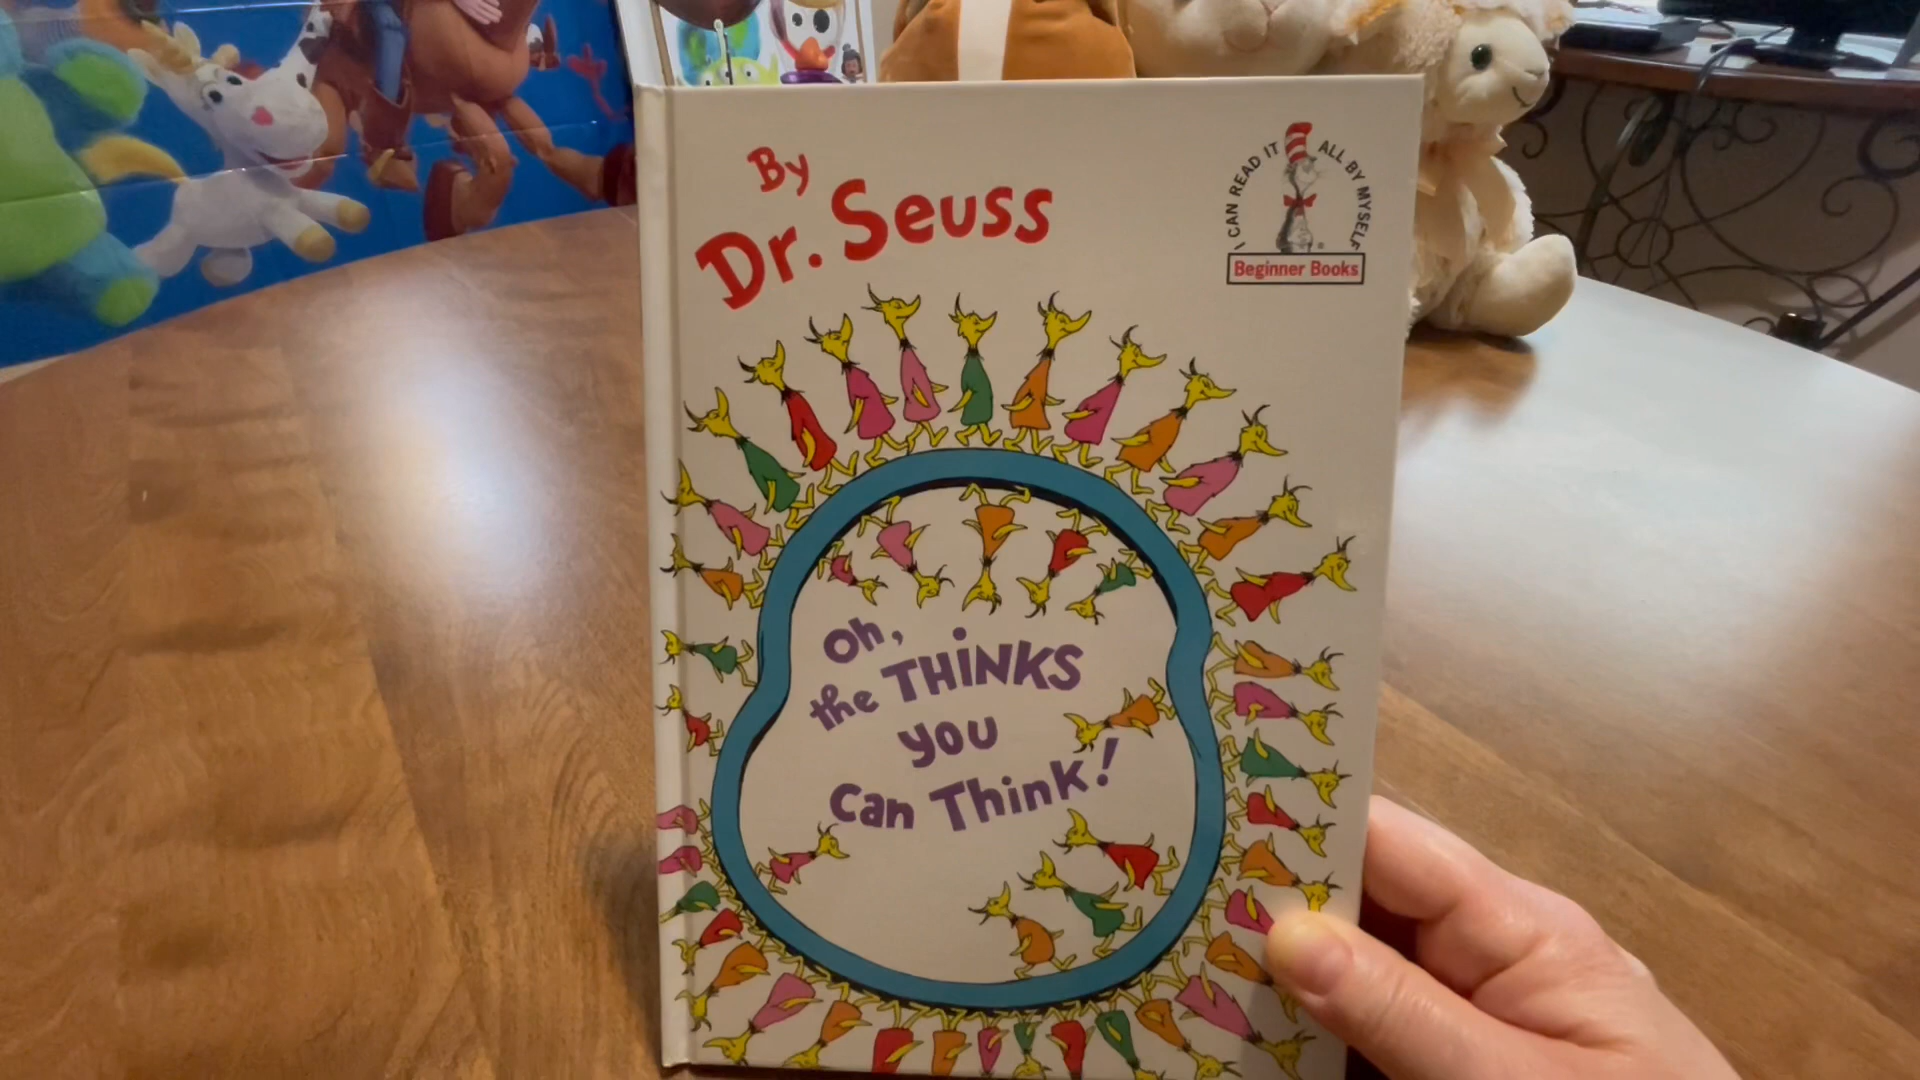 By
Dr. Seuss
I CAN READ IT ALL BY MYSELF
Beginner Books
Oh,
the THINKS
you
Can Think!